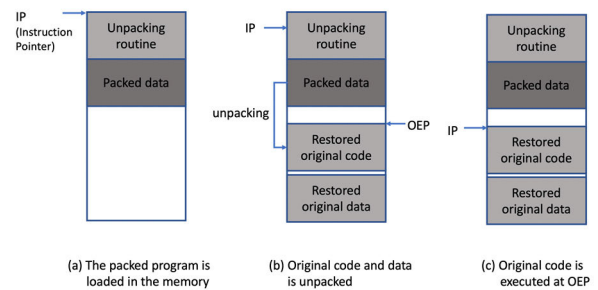 IP
(Instruction
Pointer)
Unpacking
routine
Packed data
(a) The packed program is
loaded in the memory
IP
Unpacking
routine
Packed data
unpacking
OEP
Restored
original code
Restored
original data
(b) Original code and data
is unpacked
Unpacking
routine
Packed data
IP
Restored
original code
Restored
original data
(c) Original code is
executed at OEP